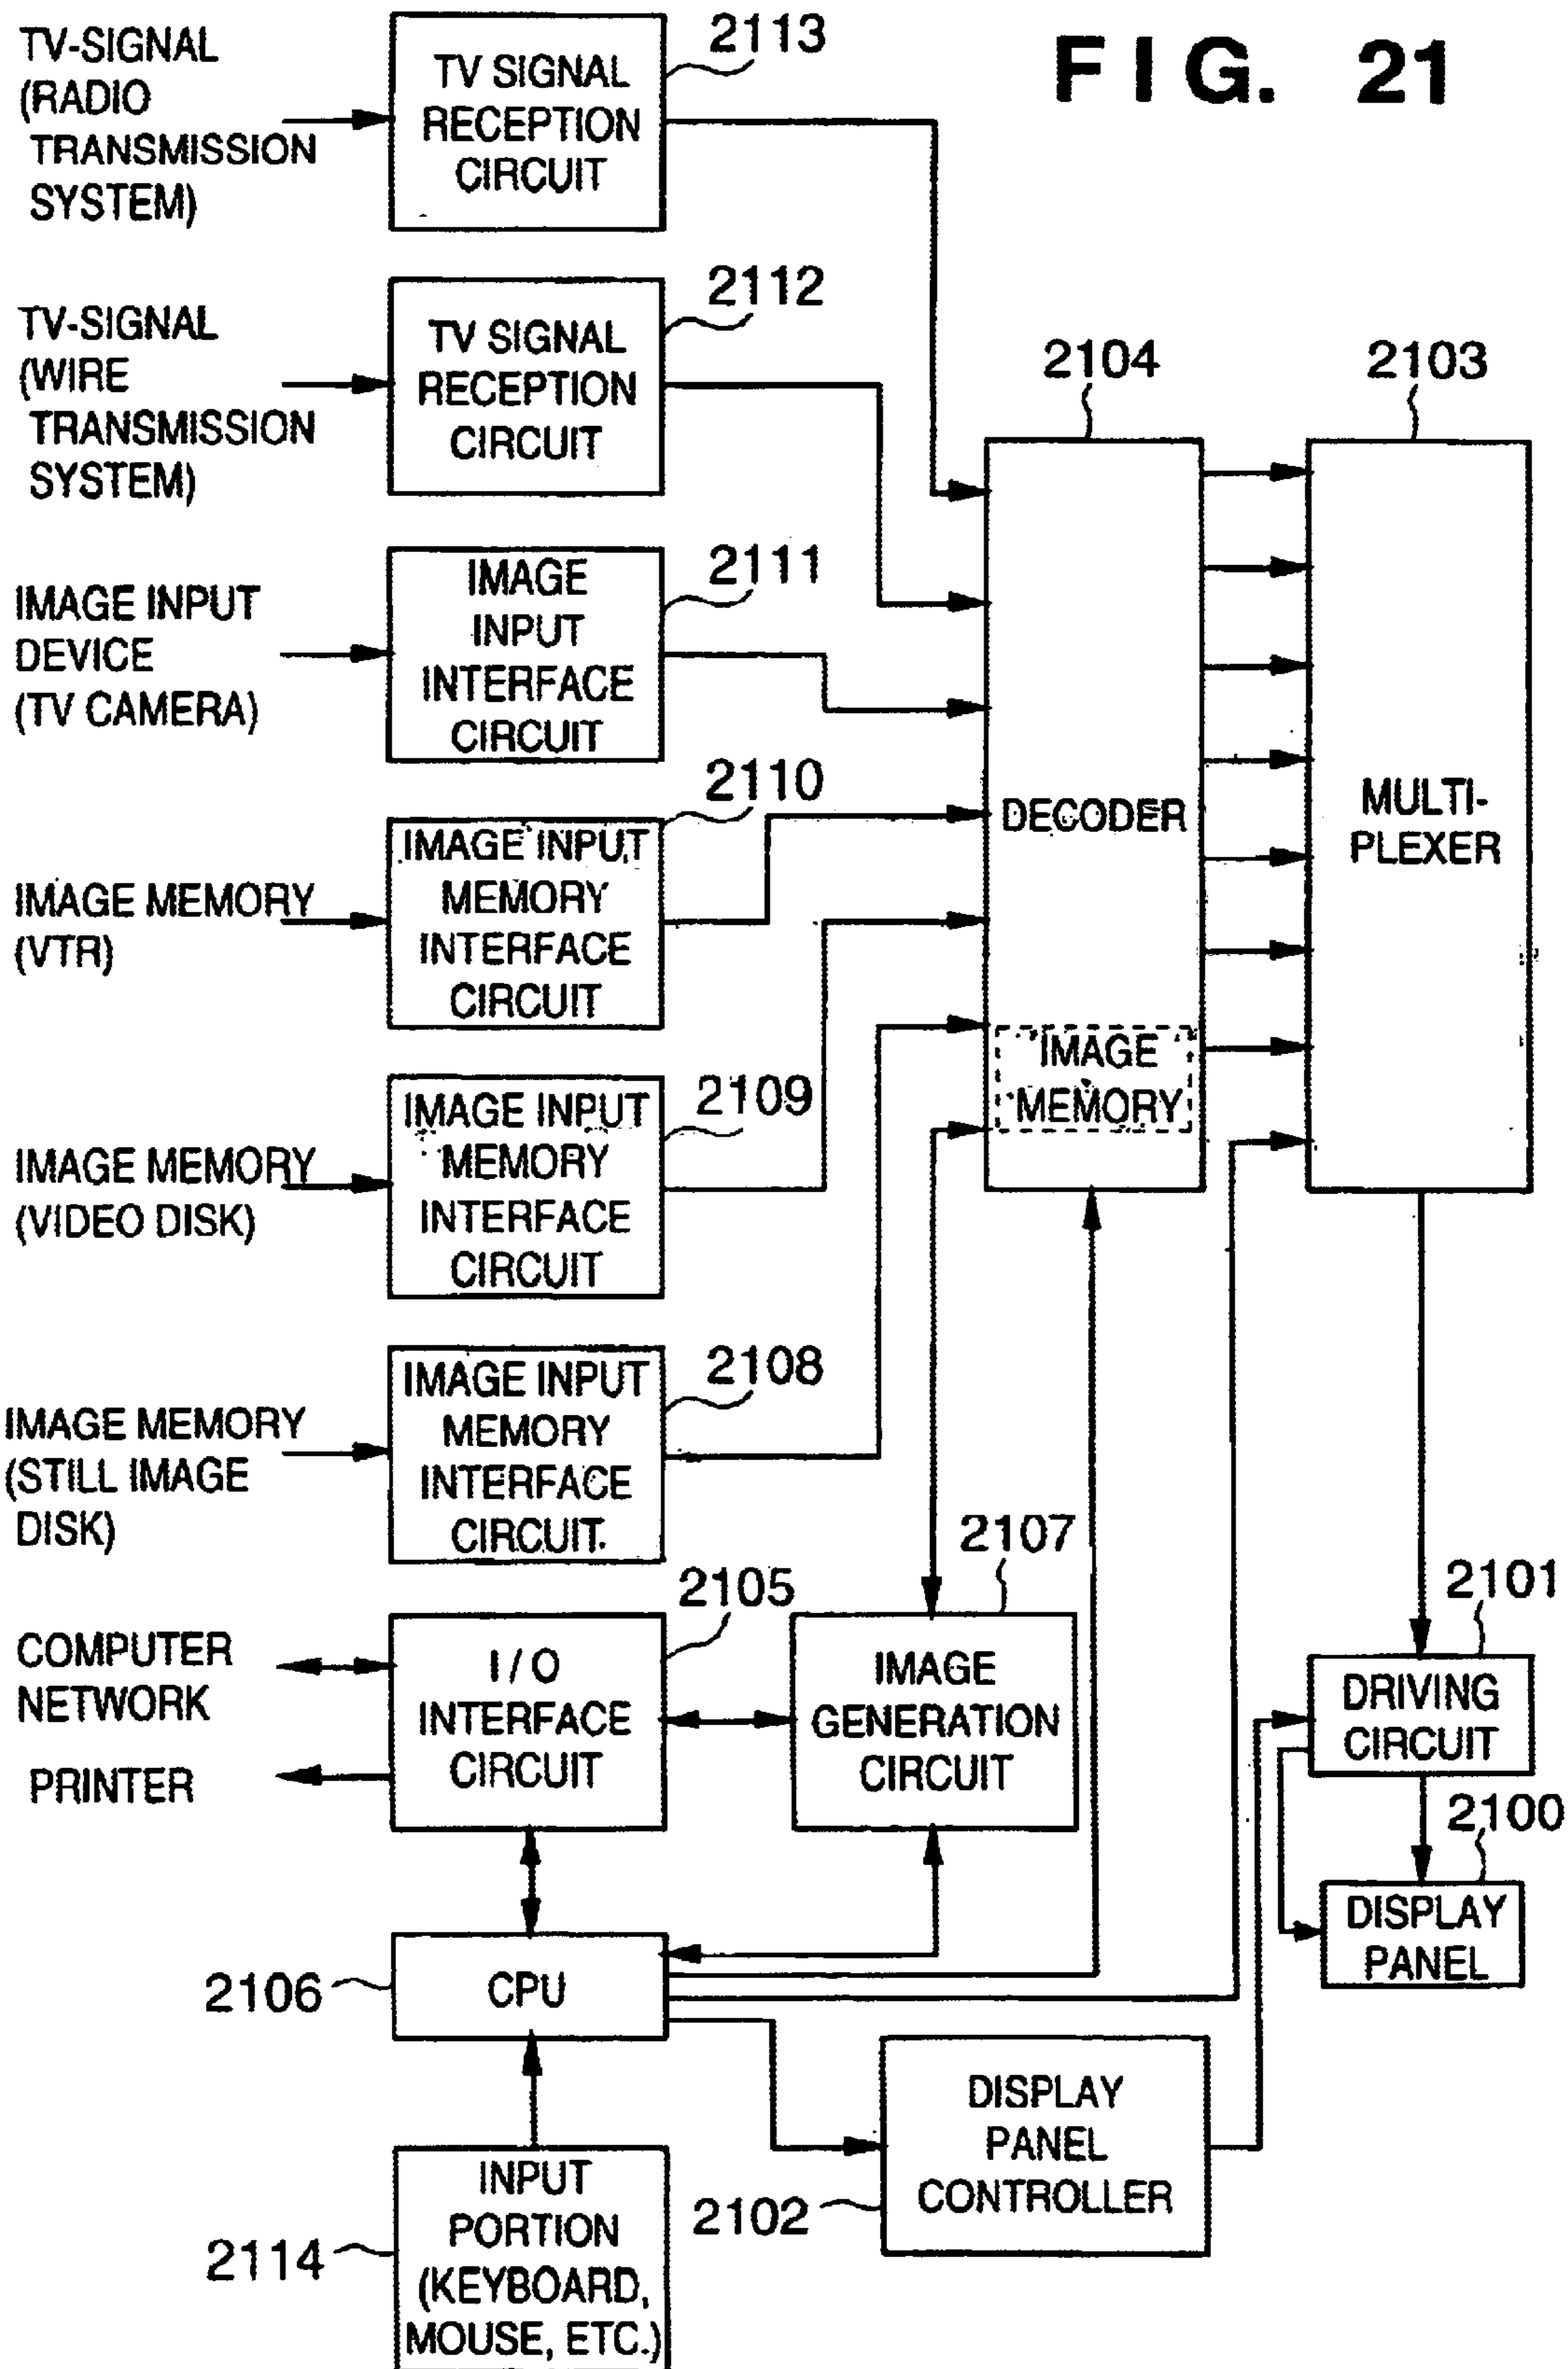 FIG. 21
TV-SIGNAL
(RADIO
TRANSMISSION
SYSTEM)
TV SIGNAL
RECEPTION
CIRCUIT
2113
TV-SIGNAL
(WIRE
TRANSMISSION
SYSTEM)
TV SIGNAL
RECEPTION
CIRCUIT
2112
IMAGE INPUT
DEVICE
(TV CAMERA)
IMAGE
INPUT
INTERFACE
CIRCUIT
2111
IMAGE MEMORY
(VTR)
IMAGE INPUT
MEMORY
INTERFACE
CIRCUIT
2110
IMAGE MEMORY
(VIDEO DISK)
IMAGE INPUT
MEMORY
INTERFACE
CIRCUIT
2109
IMAGE MEMORY
(STILL IMAGE
DISK)
IMAGE INPUT
MEMORY
INTERFACE
CIRCUIT
2108
2104
DECODER
IMAGE
MEMORY
2103
MULTI-
PLEXER
COMPUTER
NETWORK
PRINTER
I/O
INTERFACE
CIRCUIT
2105
IMAGE
GENERATION
CIRCUIT
2107
2101
DRIVING
CIRCUIT
2100
DISPLAY
PANEL
2106
CPU
DISPLAY
PANEL
CONTROLLER
2102
2114
INPUT
PORTION
(KEYBOARD,
MOUSE, ETC.)